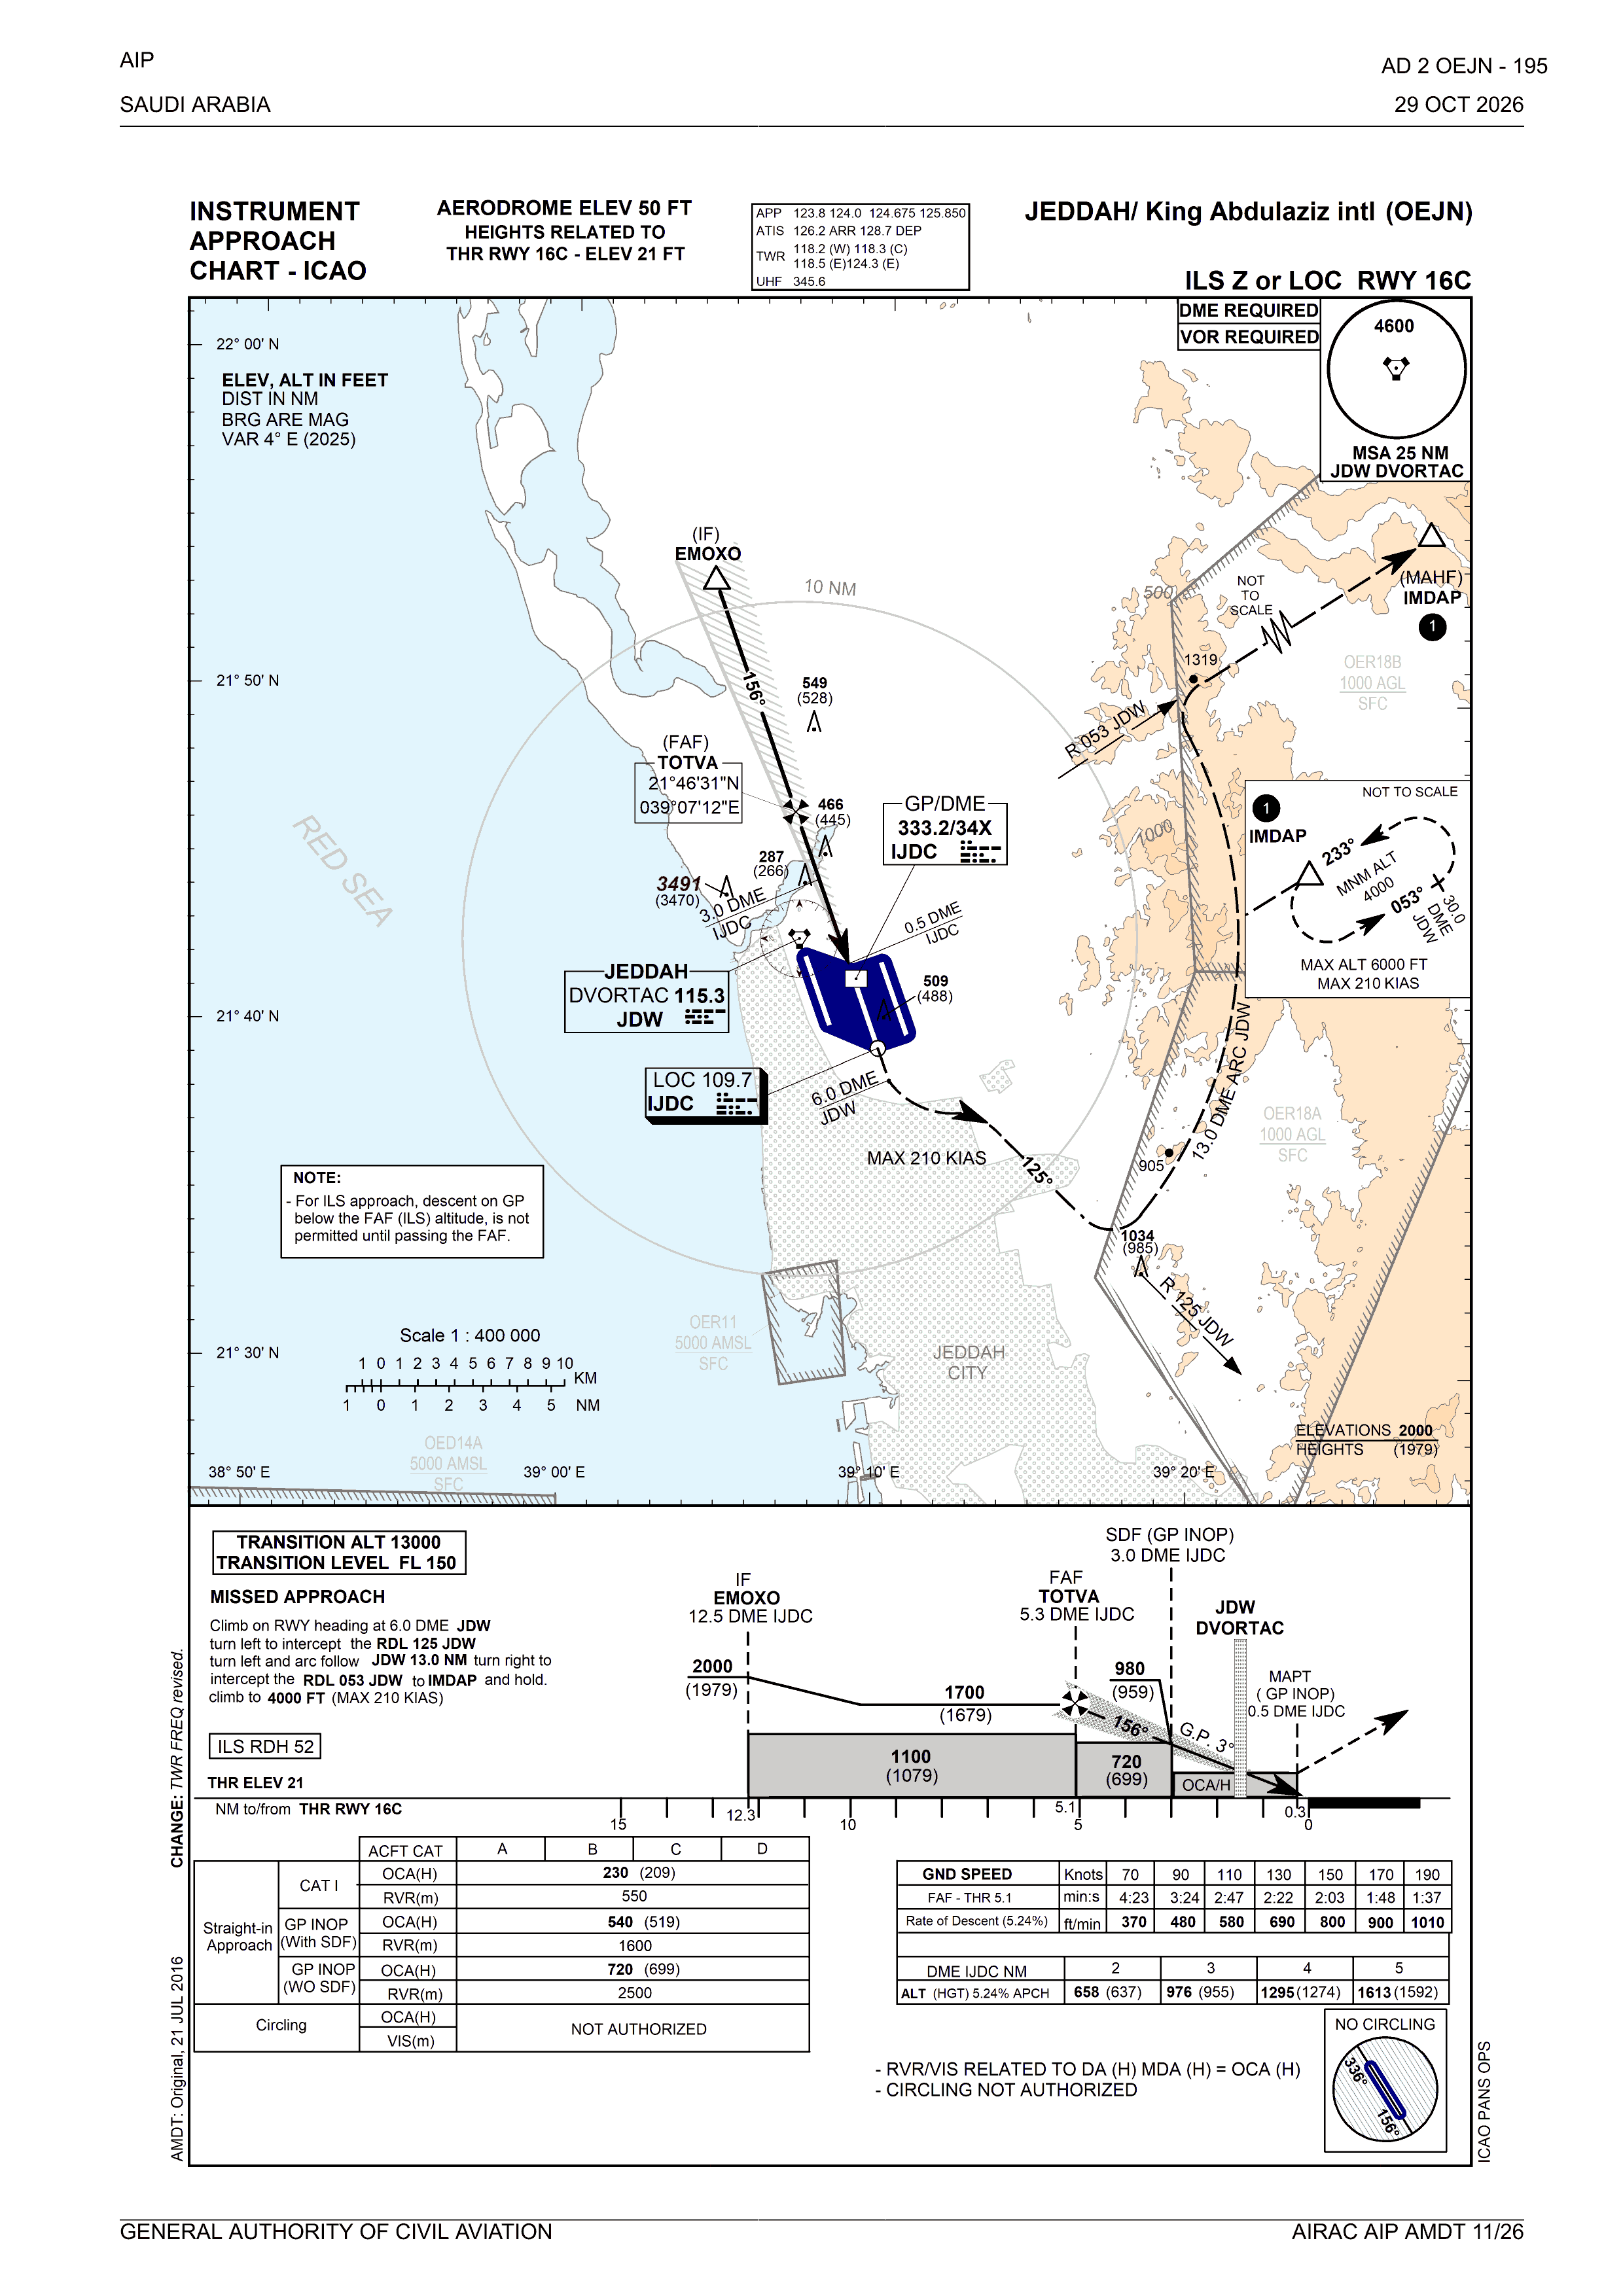 AIP
AD 2 OEJN - 195
SAUDI ARABIA
29 OCT 2026
INSTRUMENT
APPROACH
CHART - ICAO
AERODROME ELEV 50 FT
HEIGHTS RELATED TO
THR RWY 16C - ELEV 21 FT
APP 123.8 124.0 124.675 125.850
ATIS 126.2 ARR 128.7 DEP
TWR 118.2 (W) 118.3 (C)
118.5 (E)124.3 (E)
UHF 345.6
JEDDAH/ King Abdulaziz intl (OEJN)
ILS Z or LOC RWY 16C
DME REQUIRED
VOR REQUIRED
4600
MSA 25 NM
JDW DVORTAC
22° 00' N
ELEV, ALT IN FEET
DIST IN NM
BRG ARE MAG
VAR 4° E (2025)
(IF)
EMOXO
10 NM
500
NOT
TO
SCALE
(MAHF)
IMDAP
1
1319
OER18B
1000 AGL
SFC
21° 50' N
156°
549
(528)
R 053 JDW
(FAF)
TOTVA
21°46'31"N
039°07'12"E
466
(445)
GP/DME
333.2/34X
IJDC
1000
1
NOT TO SCALE
IMDAP
233°
MNM ALT
4000
053°
30.0
DME
JDW
MAX ALT 6000 FT
MAX 210 KIAS
RED SEA
287
(266)
3491
(3470)
3.0 DME
IJDC
0.5 DME
IJDC
JEDDAH
DVORTAC 115.3
JDW
509
(488)
21° 40' N
LOC 109.7
IJDC
6.0 DME
JDW
13.0 DME ARC JDW
OER18A
1000 AGL
SFC
MAX 210 KIAS
125°
905
NOTE:
- For ILS approach, descent on GP
below the FAF (ILS) altitude, is not
permitted until passing the FAF.
1034
(985)
R 125 JDW
OER11
5000 AMSL
SFC
Scale 1 : 400 000
1 0 1 2 3 4 5 6 7 8 9 10
KM
1 0 1 2 3 4 5 NM
21° 30' N
JEDDAH
CITY
OED14A
5000 AMSL
SFC
ELEVATIONS 2000
HEIGHTS (1979)
38° 50' E
39° 00' E
39° 10' E
39° 20' E
TRANSITION ALT 13000
TRANSITION LEVEL FL 150
MISSED APPROACH
Climb on RWY heading at 6.0 DME JDW
turn left to intercept the RDL 125 JDW
turn left and arc follow JDW 13.0 NM turn right to
intercept the RDL 053 JDW to IMDAP and hold.
climb to 4000 FT (MAX 210 KIAS)
ILS RDH 52
THR ELEV 21
NM to/from THR RWY 16C
SDF (GP INOP)
3.0 DME IJDC
IF
EMOXO
12.5 DME IJDC
FAF
TOTVA
5.3 DME IJDC
JDW
DVORTAC
MAPT
( GP INOP)
0.5 DME IJDC
2000
(1979)
1700
(1679)
980
(959)
156°
G.P. 3°
1100
(1079)
720
(699)
OCA/H
15
12.3
10
5.1
5
0.3
0
ACFT CAT A B C D
Straight-in
Approach
CAT I
OCA(H) 230 (209)
RVR(m) 550
GP INOP
(With SDF)
OCA(H) 540 (519)
RVR(m) 1600
GP INOP
(WO SDF)
OCA(H) 720 (699)
RVR(m) 2500
Circling
OCA(H)
VIS(m)
NOT AUTHORIZED
GND SPEED Knots 70 90 110 130 150 170 190
FAF - THR 5.1 min:s 4:23 3:24 2:47 2:22 2:03 1:48 1:37
Rate of Descent (5.24%) ft/min 370 480 580 690 800 900 1010
DME IJDC NM 2 3 4 5
ALT (HGT) 5.24% APCH 658 (637) 976 (955) 1295 (1274) 1613 (1592)
NO CIRCLING
336°
156°
- RVR/VIS RELATED TO DA (H) MDA (H) = OCA (H)
- CIRCLING NOT AUTHORIZED
CHANGE: TWR FREQ revised.
AMDT: Original, 21 JUL 2016
ICAO PANS OPS
GENERAL AUTHORITY OF CIVIL AVIATION
AIRAC AIP AMDT 11/26